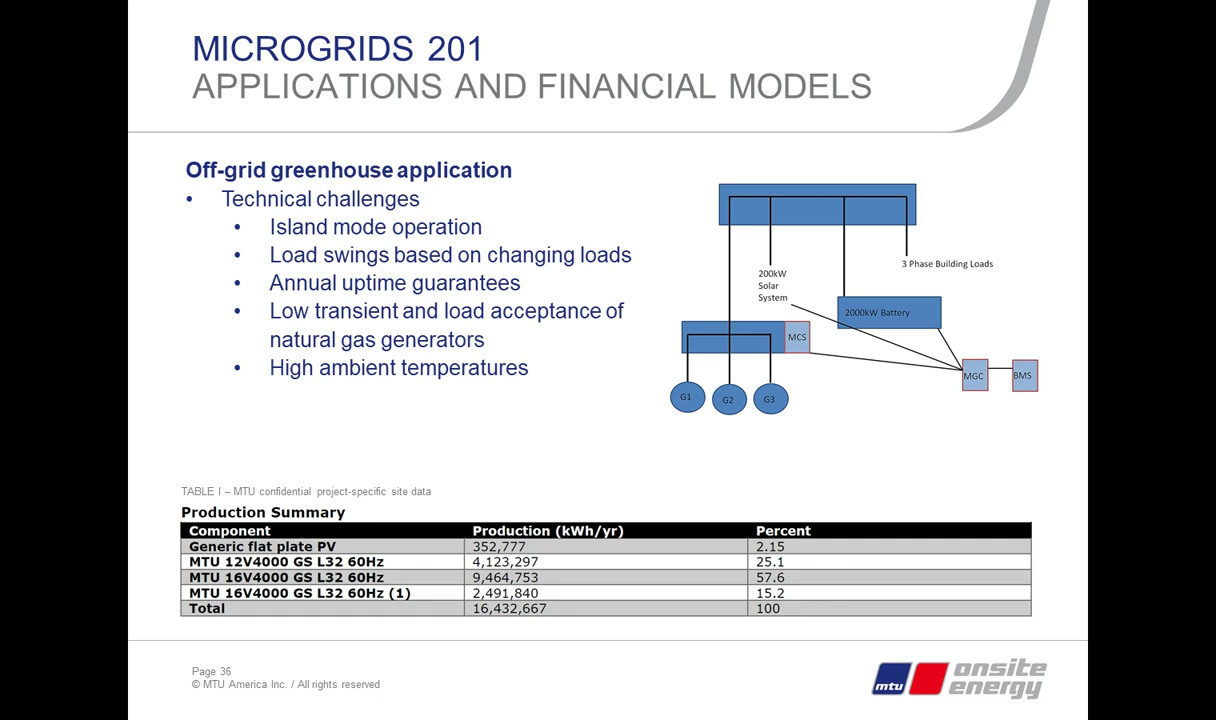 MICROGRIDS 201
APPLICATIONS AND FINANCIAL MODELS
Off-grid greenhouse application
• Technical challenges
• Island mode operation
• Load swings based on changing loads
• Annual uptime guarantees
• Low transient and load acceptance of
natural gas generators
• High ambient temperatures
3 Phase Building Loads
200kW
Solar
System
2000kW Battery
MCS
MGC
BMS
G1
G2
G3
TABLE I – MTU confidential project-specific site data
Production Summary
Component Production (kWh/yr) Percent
Generic flat plate PV 352,777 2.15
MTU 12V4000 GS L32 60Hz 4,123,297 25.1
MTU 16V4000 GS L32 60Hz 9,464,753 57.6
MTU 16V4000 GS L32 60Hz (1) 2,491,840 15.2
Total 16,432,667 100
Page 36
© MTU America Inc. / All rights reserved
mtu
onsite
energy